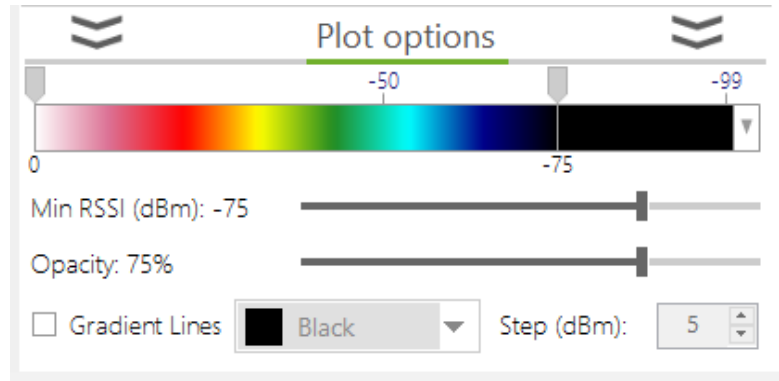 Plot options
-50 -99
0 -75
Min RSSI (dBm): -75
Opacity: 75%
Gradient Lines Black Step (dBm): 5